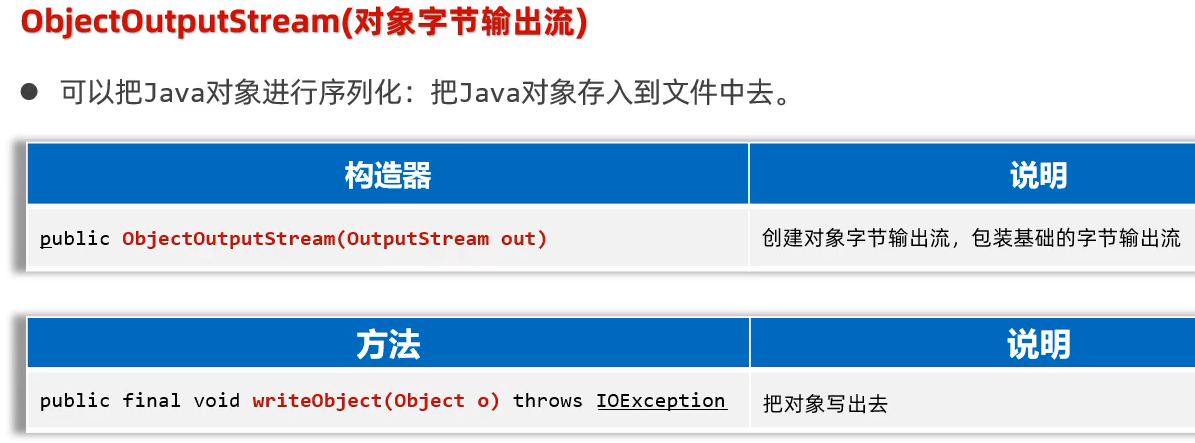 ObjectOutputStream(对象字节输出流)
● 可以把Java对象进行序列化：把Java对象存入到文件中去。
构造器 说明
public ObjectOutputStream(OutputStream out) 创建对象字节输出流，包装基础的字节输出流
方法 说明
public final void writeObject(Object o) throws IOException 把对象写出去